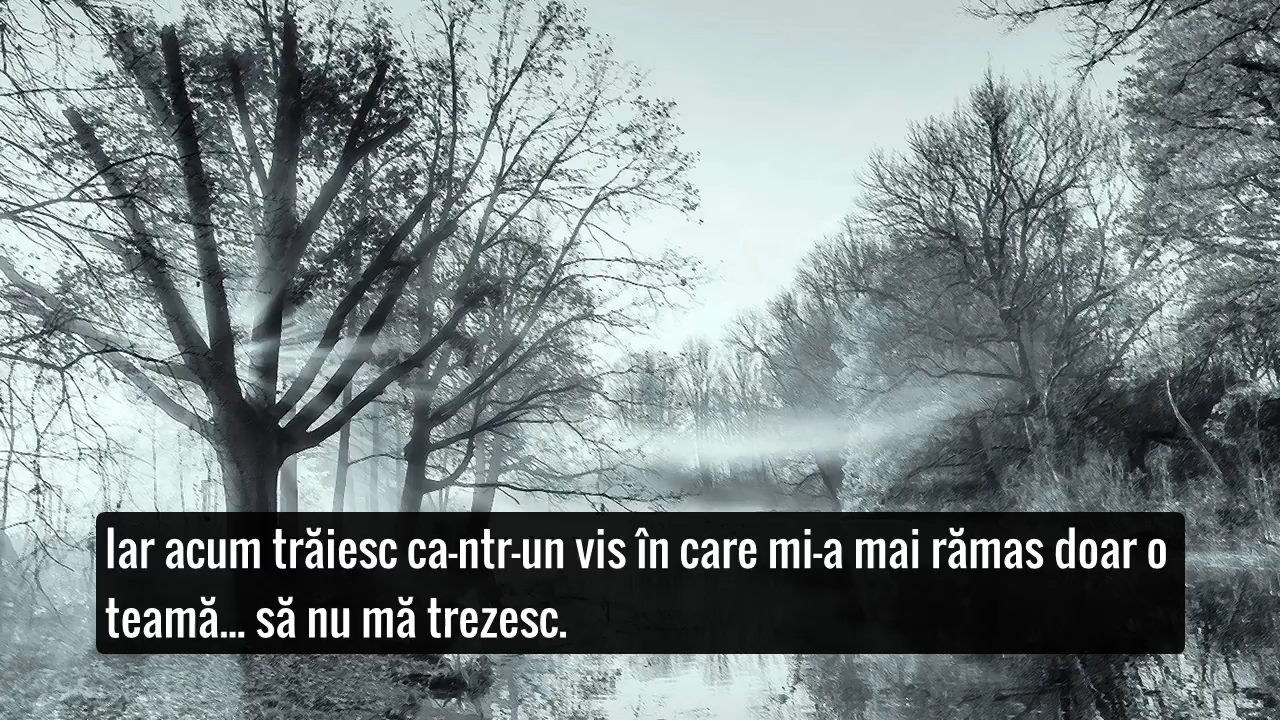 Iar acum trăiesc ca-ntr-un vis în care mi-a mai rămas doar o
teamă... să nu mă trezesc.